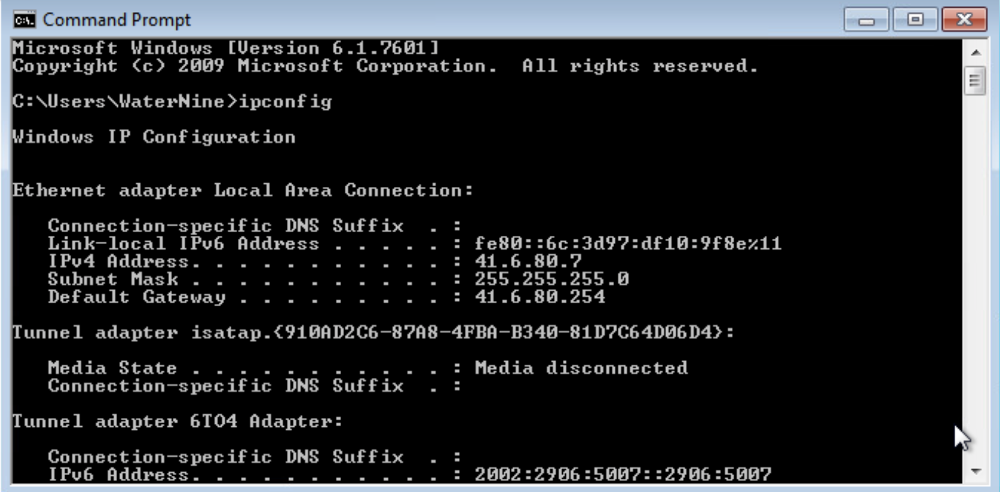 Command Prompt
Microsoft Windows [Version 6.1.7601]
Copyright (c) 2009 Microsoft Corporation.  All rights reserved.
C:\Users\WaterNine>ipconfig
Windows IP Configuration
Ethernet adapter Local Area Connection:
   Connection-specific DNS Suffix  . :
   Link-local IPv6 Address . . . . . : fe80::6c:3d97:df10:9f8e%11
   IPv4 Address. . . . . . . . . . . : 41.6.80.7
   Subnet Mask . . . . . . . . . . . : 255.255.255.0
   Default Gateway . . . . . . . . . : 41.6.80.254
Tunnel adapter isatap.{910AD2C6-87A8-4FBA-B340-81D7C64D06D4}:
   Media State . . . . . . . . . . . : Media disconnected
   Connection-specific DNS Suffix  . :
Tunnel adapter 6TO4 Adapter:
   Connection-specific DNS Suffix  . :
   IPv6 Address. . . . . . . . . . . : 2002:2906:5007::2906:5007